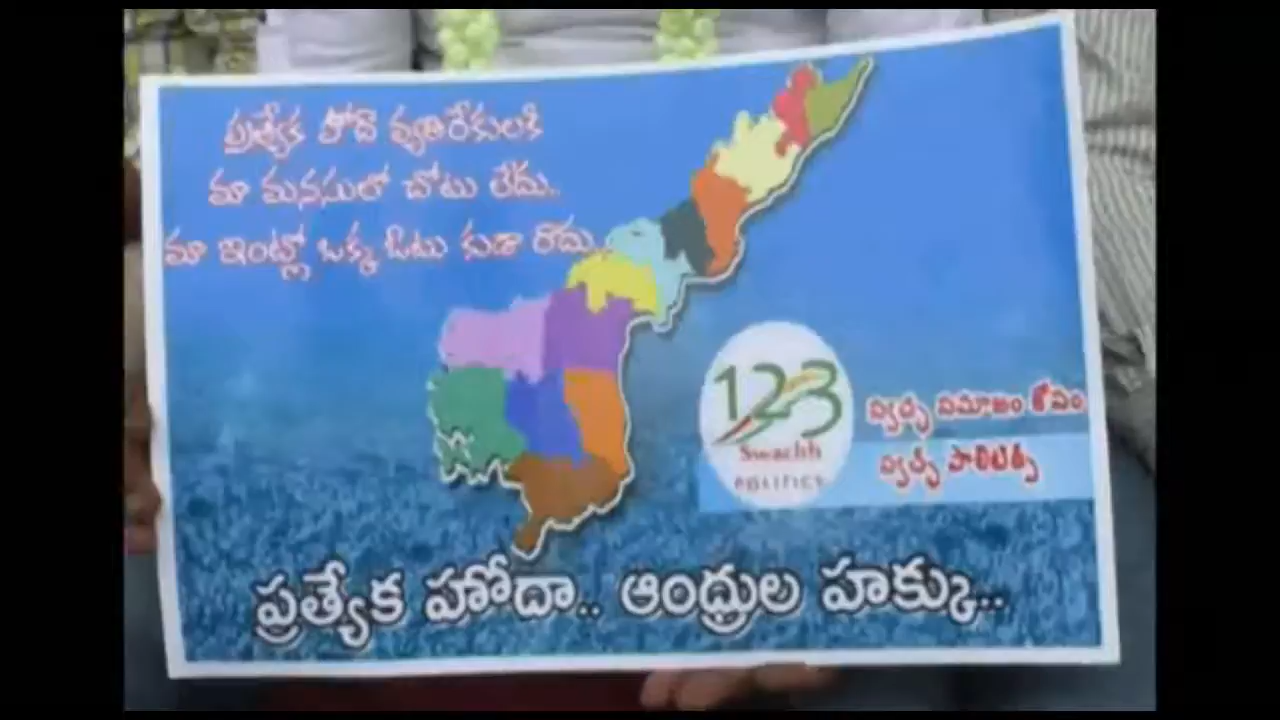 ప్రత్యేక హోదా వ్యతిరేకులకి
మా మనసులో చోటు లేదు..
మా ఇంట్లో ఒక్క ఓటు కుడా రాదు...
123
Swachh
POLITICS
స్వచ్ఛ సమాజం కోసం
స్వచ్ఛ పాలిటిక్స్
ప్రత్యేక హోదా.. ఆంధ్రుల హక్కు...